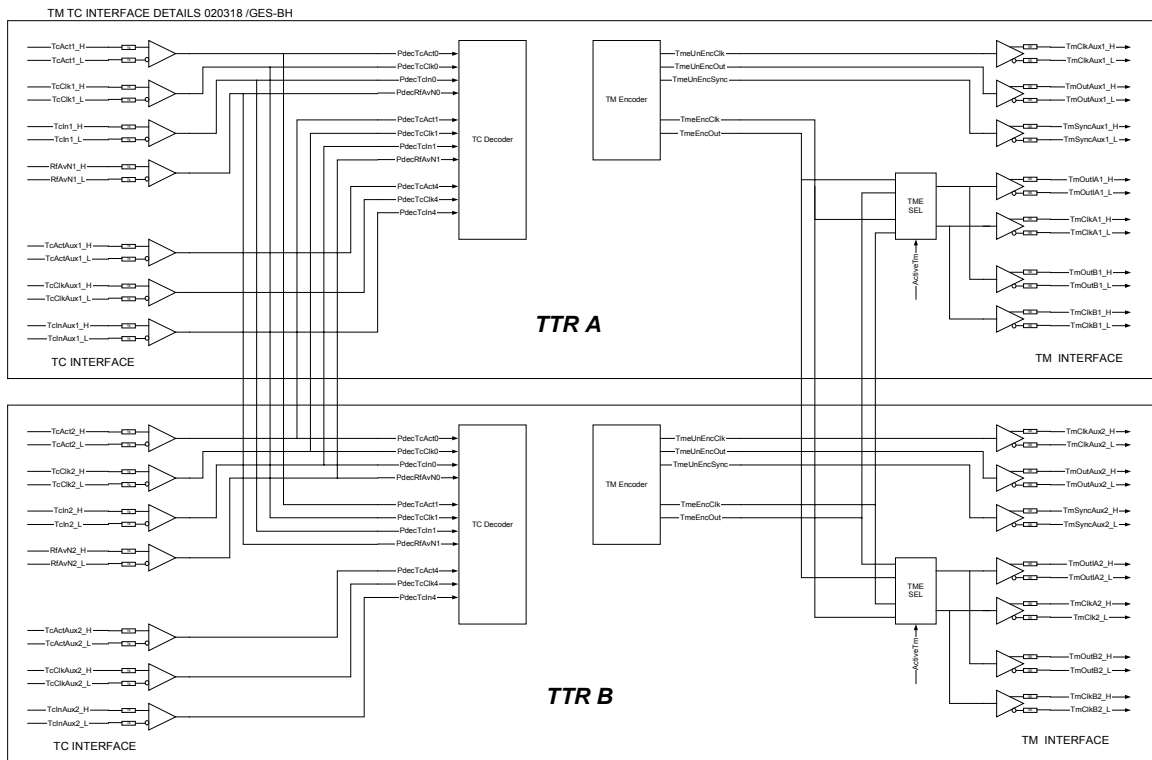 TM TC INTERFACE DETAILS 020318 /GES-BH
TcAct1_H
TcAct1_L
TcClk1_H
TcClk1_L
TcIn1_H
TcIn1_L
RfAvN1_H
RfAvN1_L
TcActAux1_H
TcActAux1_L
TcClkAux1_H
TcClkAux1_L
TcInAux1_H
TcInAux1_L
TC INTERFACE
PdecTcAct0
PdecTcClk0
PdecTcIn0
PdecRfAvN0
PdecTcAct1
PdecTcClk1
PdecTcIn1
PdecRfAvN1
PdecTcAct4
PdecTcClk4
PdecTcIn4
TC Decoder
TTR A
TM Encoder
TmeUnEncClk
TmeUnEncOut
TmeUnEncSync
TmeEncClk
TmeEncOut
TME
SEL
ActiveTm
TmClkAux1_H
TmClkAux1_L
TmOutAux1_H
TmOutAux1_L
TmSyncAux1_H
TmSyncAux1_L
TmOutIA1_H
TmOutIA1_L
TmClkA1_H
TmClkA1_L
TmOutB1_H
TmOutB1_L
TmClkB1_H
TmClkB1_L
TM INTERFACE
TcAct2_H
TcAct2_L
TcClk2_H
TcClk2_L
TcIn2_H
TcIn2_L
RfAvN2_H
RfAvN2_L
TcActAux2_H
TcActAux2_L
TcClkAux2_H
TcClkAux2_L
TcInAux2_H
TcInAux2_L
TC INTERFACE
PdecTcAct0
PdecTcClk0
PdecTcIn0
PdecRfAvN0
PdecTcAct1
PdecTcClk1
PdecTcIn1
PdecRfAvN1
PdecTcAct4
PdecTcClk4
PdecTcIn4
TC Decoder
TTR B
TM Encoder
TmeUnEncClk
TmeUnEncOut
TmeUnEncSync
TmeEncClk
TmeEncOut
TME
SEL
ActiveTm
TmClkAux2_H
TmClkAux2_L
TmOutAux2_H
TmOutAux2_L
TmSyncAux2_H
TmSyncAux2_L
TmOutIA2_H
TmOutIA2_L
TmClkA2_H
TmClk2_L
TmOutB2_H
TmOutB2_L
TmClkB2_H
TmClkB2_L
TM INTERFACE